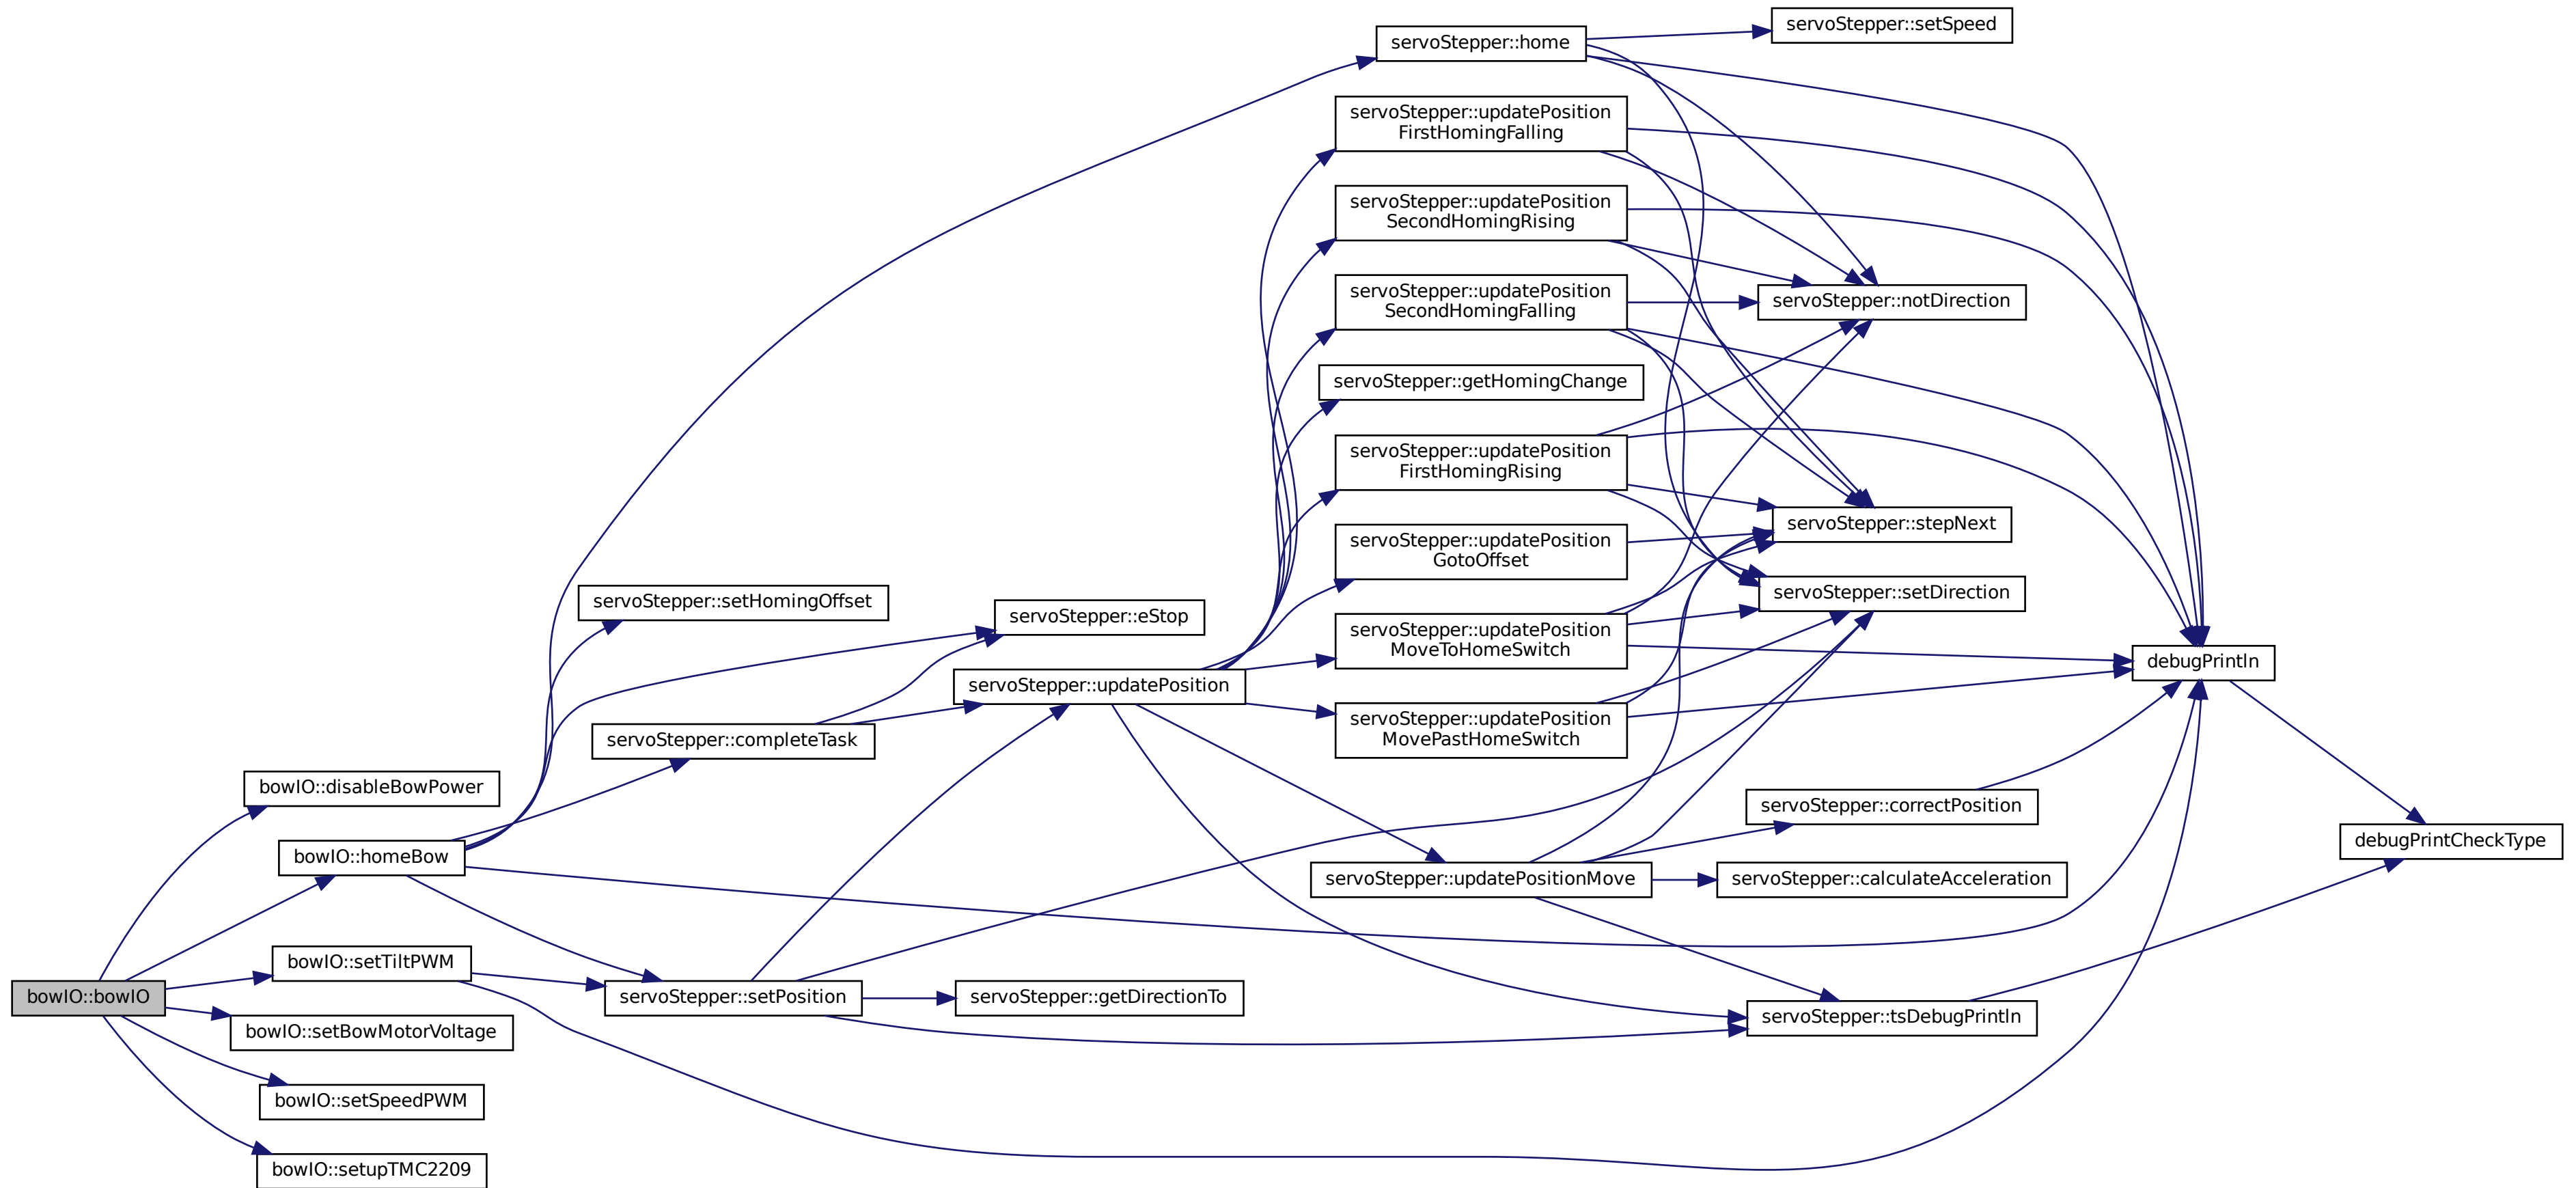 bowIO::bowIO
bowIO::disableBowPower
bowIO::homeBow
bowIO::setTiltPWM
bowIO::setBowMotorVoltage
bowIO::setSpeedPWM
bowIO::setupTMC2209
servoStepper::setHomingOffset
servoStepper::completeTask
servoStepper::setPosition
servoStepper::eStop
servoStepper::updatePosition
servoStepper::getDirectionTo
servoStepper::home
servoStepper::updatePosition
FirstHomingFalling
servoStepper::updatePosition
SecondHomingRising
servoStepper::updatePosition
SecondHomingFalling
servoStepper::getHomingChange
servoStepper::updatePosition
FirstHomingRising
servoStepper::updatePosition
GotoOffset
servoStepper::updatePosition
MoveToHomeSwitch
servoStepper::updatePosition
MovePastHomeSwitch
servoStepper::updatePositionMove
servoStepper::setSpeed
servoStepper::notDirection
servoStepper::stepNext
servoStepper::setDirection
servoStepper::correctPosition
servoStepper::calculateAcceleration
servoStepper::tsDebugPrintln
debugPrintln
debugPrintCheckType